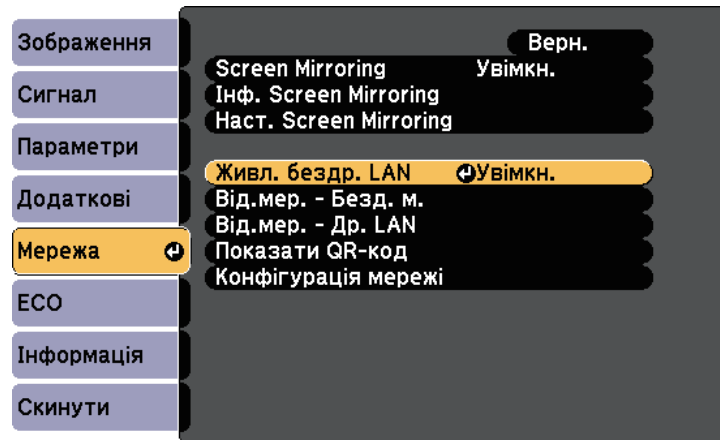 Зображення
Сигнал
Параметри
Додаткові
Мережа
ECO
Інформація
Скинути
Верн.
Screen Mirroring Увімкн.
Інф. Screen Mirroring
Наст. Screen Mirroring
Живл. бездр. LAN Увімкн.
Від.мер. - Безд. м.
Від.мер. - Др. LAN
Показати QR-код
Конфігурація мережі